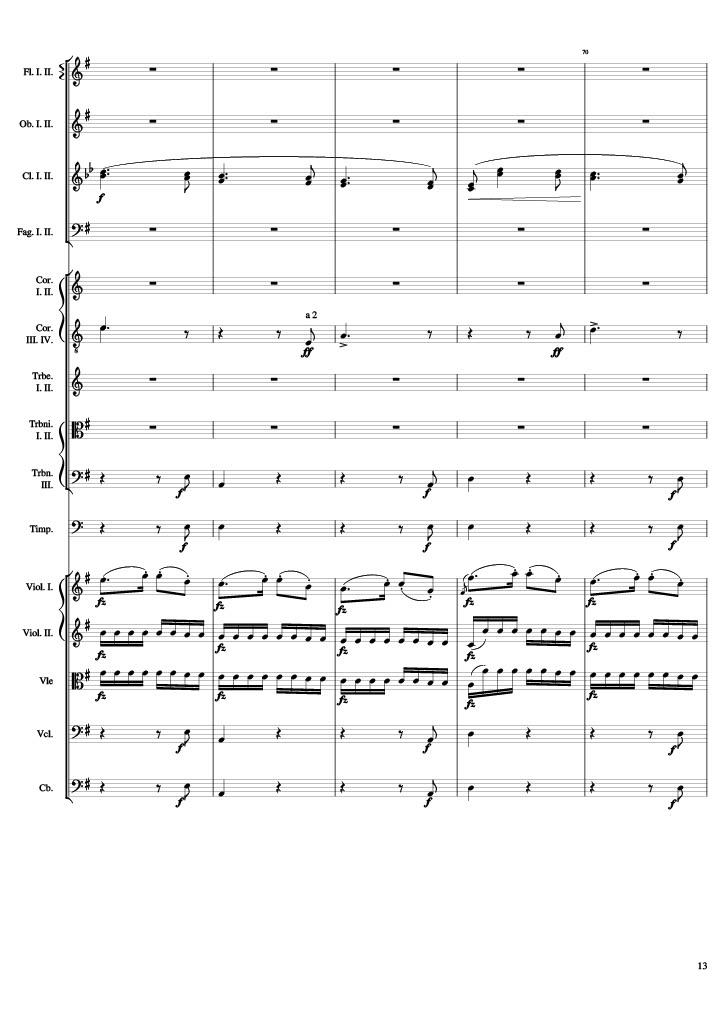 70
Fl. I. II.
Ob. I. II.
Cl. I. II.
f
Fag. I. II.
Cor.
I. II.
a 2
Cor.
III. IV.
ff ff
Trbe.
I. II.
Trbni.
I. II.
Trbn.
III.
f f f
Timp.
f f f
Viol. I.
fz fz fz fz fz
Viol. II.
fz fz fz fz fz
Vle
fz fz fz fz fz
Vcl.
f f f
Cb.
f f f
13